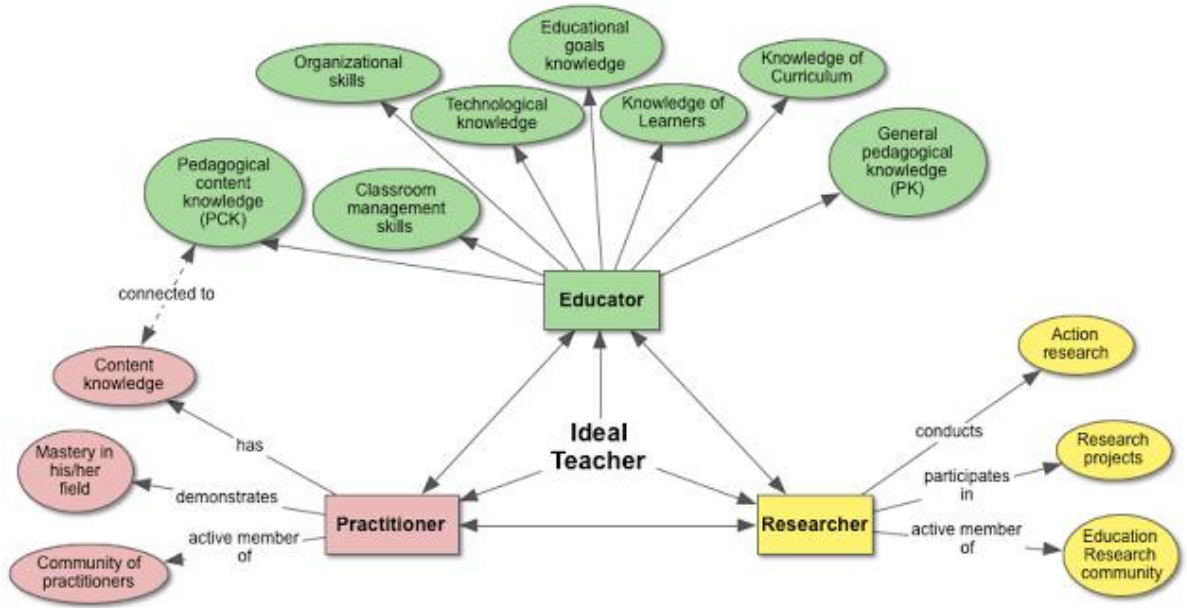 Educational
goals
knowledge
Organizational
skills
Knowledge of
Curriculum
Technological
knowledge
Knowledge of
Learners
General
pedagogical
knowledge
(PK)
Pedagogical
content
knowledge
(PCK)
Classroom
management
skills
connected to
Educator
Action
research
Content
knowledge
has
Ideal
Teacher
conducts
Mastery in
his/her
field
Research
projects
demonstrates
participates
in
Practitioner
Researcher
active member
of
active member
of
Community of
practitioners
Education
Research
community